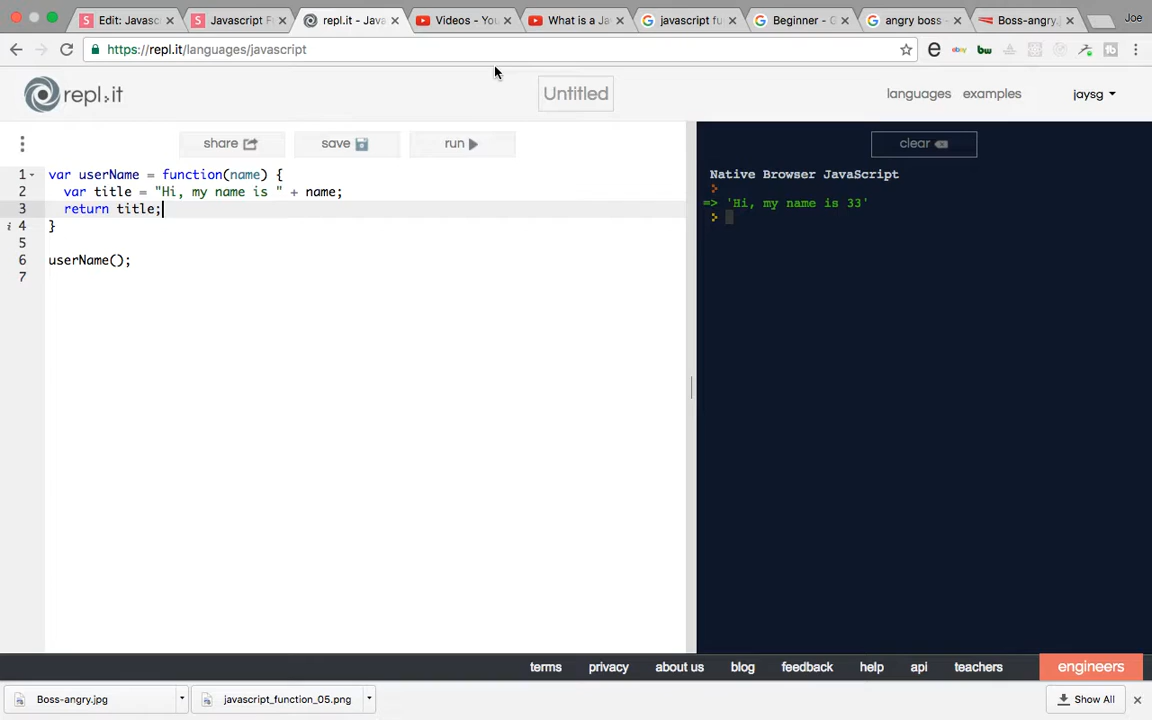 Edit: Javasc
Javascript F
repl.it - Java
Videos - You
What is a Ja
javascript fu
Beginner - G
angry boss -
Boss-angry.j
Joe
https://repl.it/languages/javascript
repl.it
Untitled
languages
examples
jaysg
share
save
run
clear
1 var userName = function(name) {
2 var title = "Hi, my name is " + name;
3 return title;
4 }
5
6 userName();
7
Native Browser JavaScript
=> 'Hi, my name is 33'
terms
privacy
about us
blog
feedback
help
api
teachers
engineers
Boss-angry.jpg
javascript_function_05.png
Show All